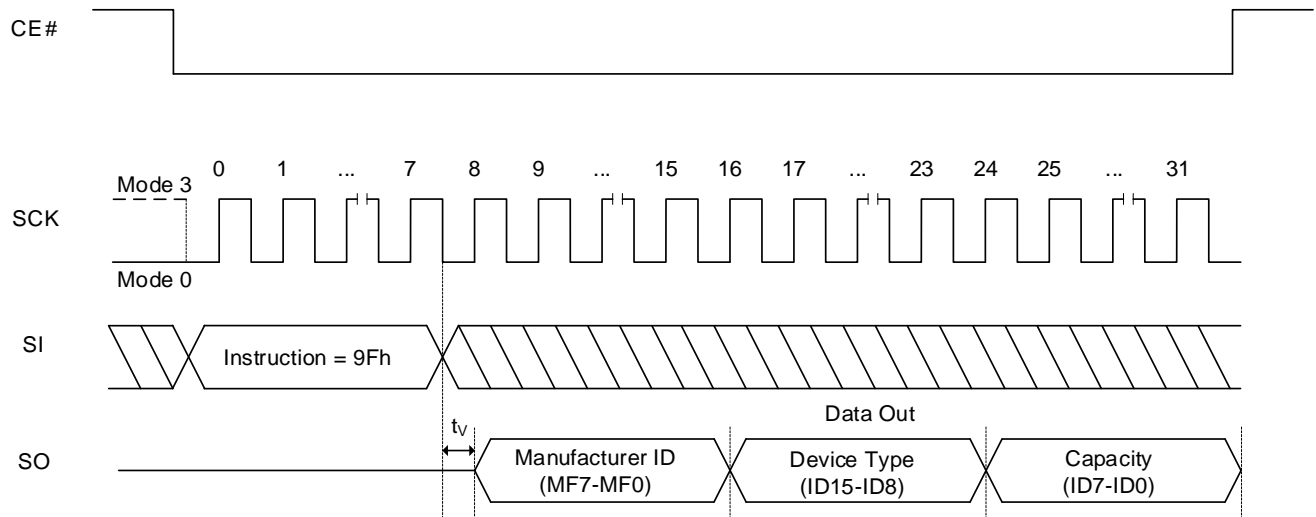 CE#
0 1 ... 7 8 9 ... 15 16 17 ... 23 24 25 ... 31
Mode 3
SCK
Mode 0
SI
Instruction = 9Fh
Data Out
tV
SO
Manufacturer ID
(MF7-MF0)
Device Type
(ID15-ID8)
Capacity
(ID7-ID0)